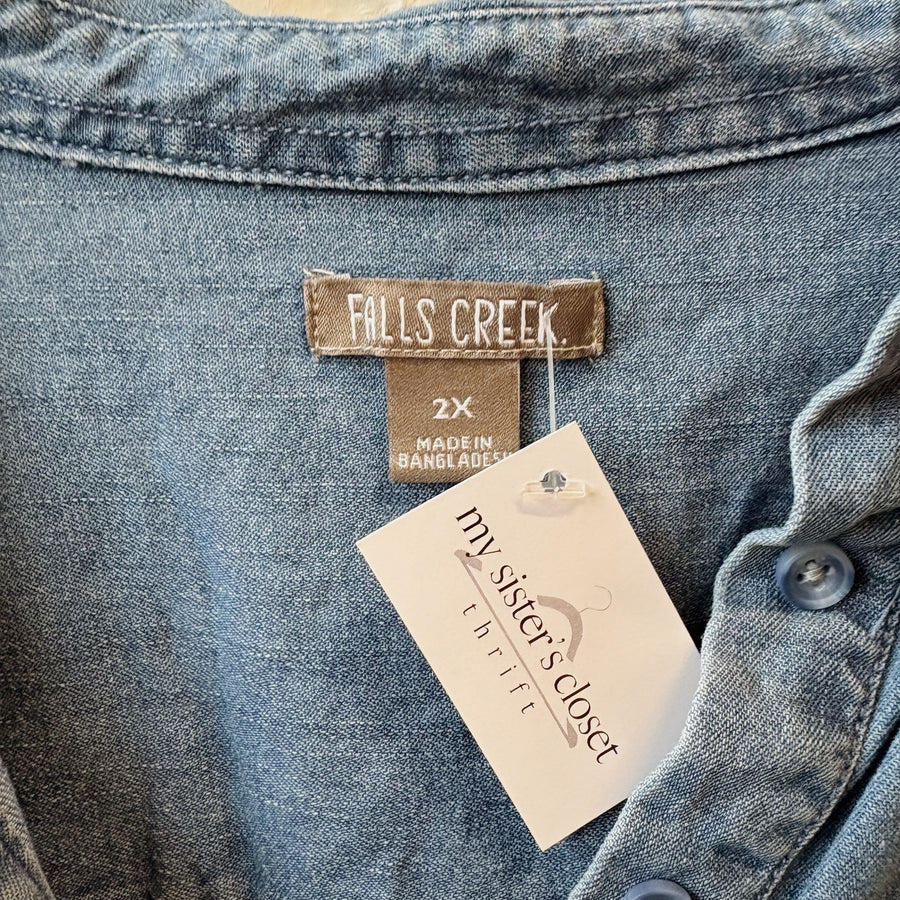 FALLS CREEK.
2X
MADE IN
BANGLADESH
my sister's closet
thrift